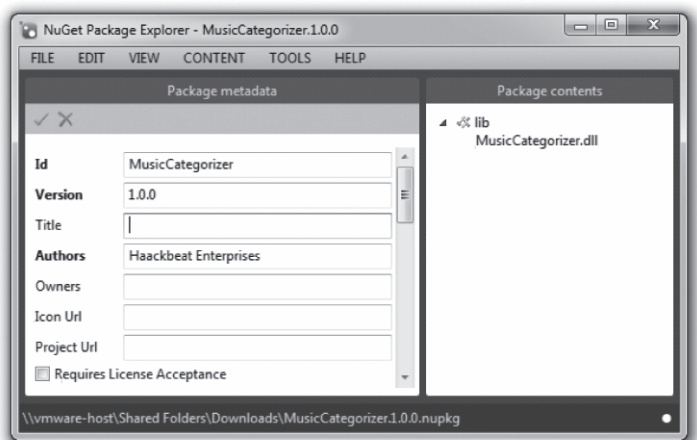 NuGet Package Explorer - MusicCategorizer.1.0.0
FILE EDIT VIEW CONTENT TOOLS HELP
Package metadata
Package contents
Id MusicCategorizer
Version 1.0.0
Title
Authors Haackbeat Enterprises
Owners
Icon Url
Project Url
Requires License Acceptance
lib
MusicCategorizer.dll
\\vmware-host\Shared Folders\Downloads\MusicCategorizer.1.0.0.nupkg